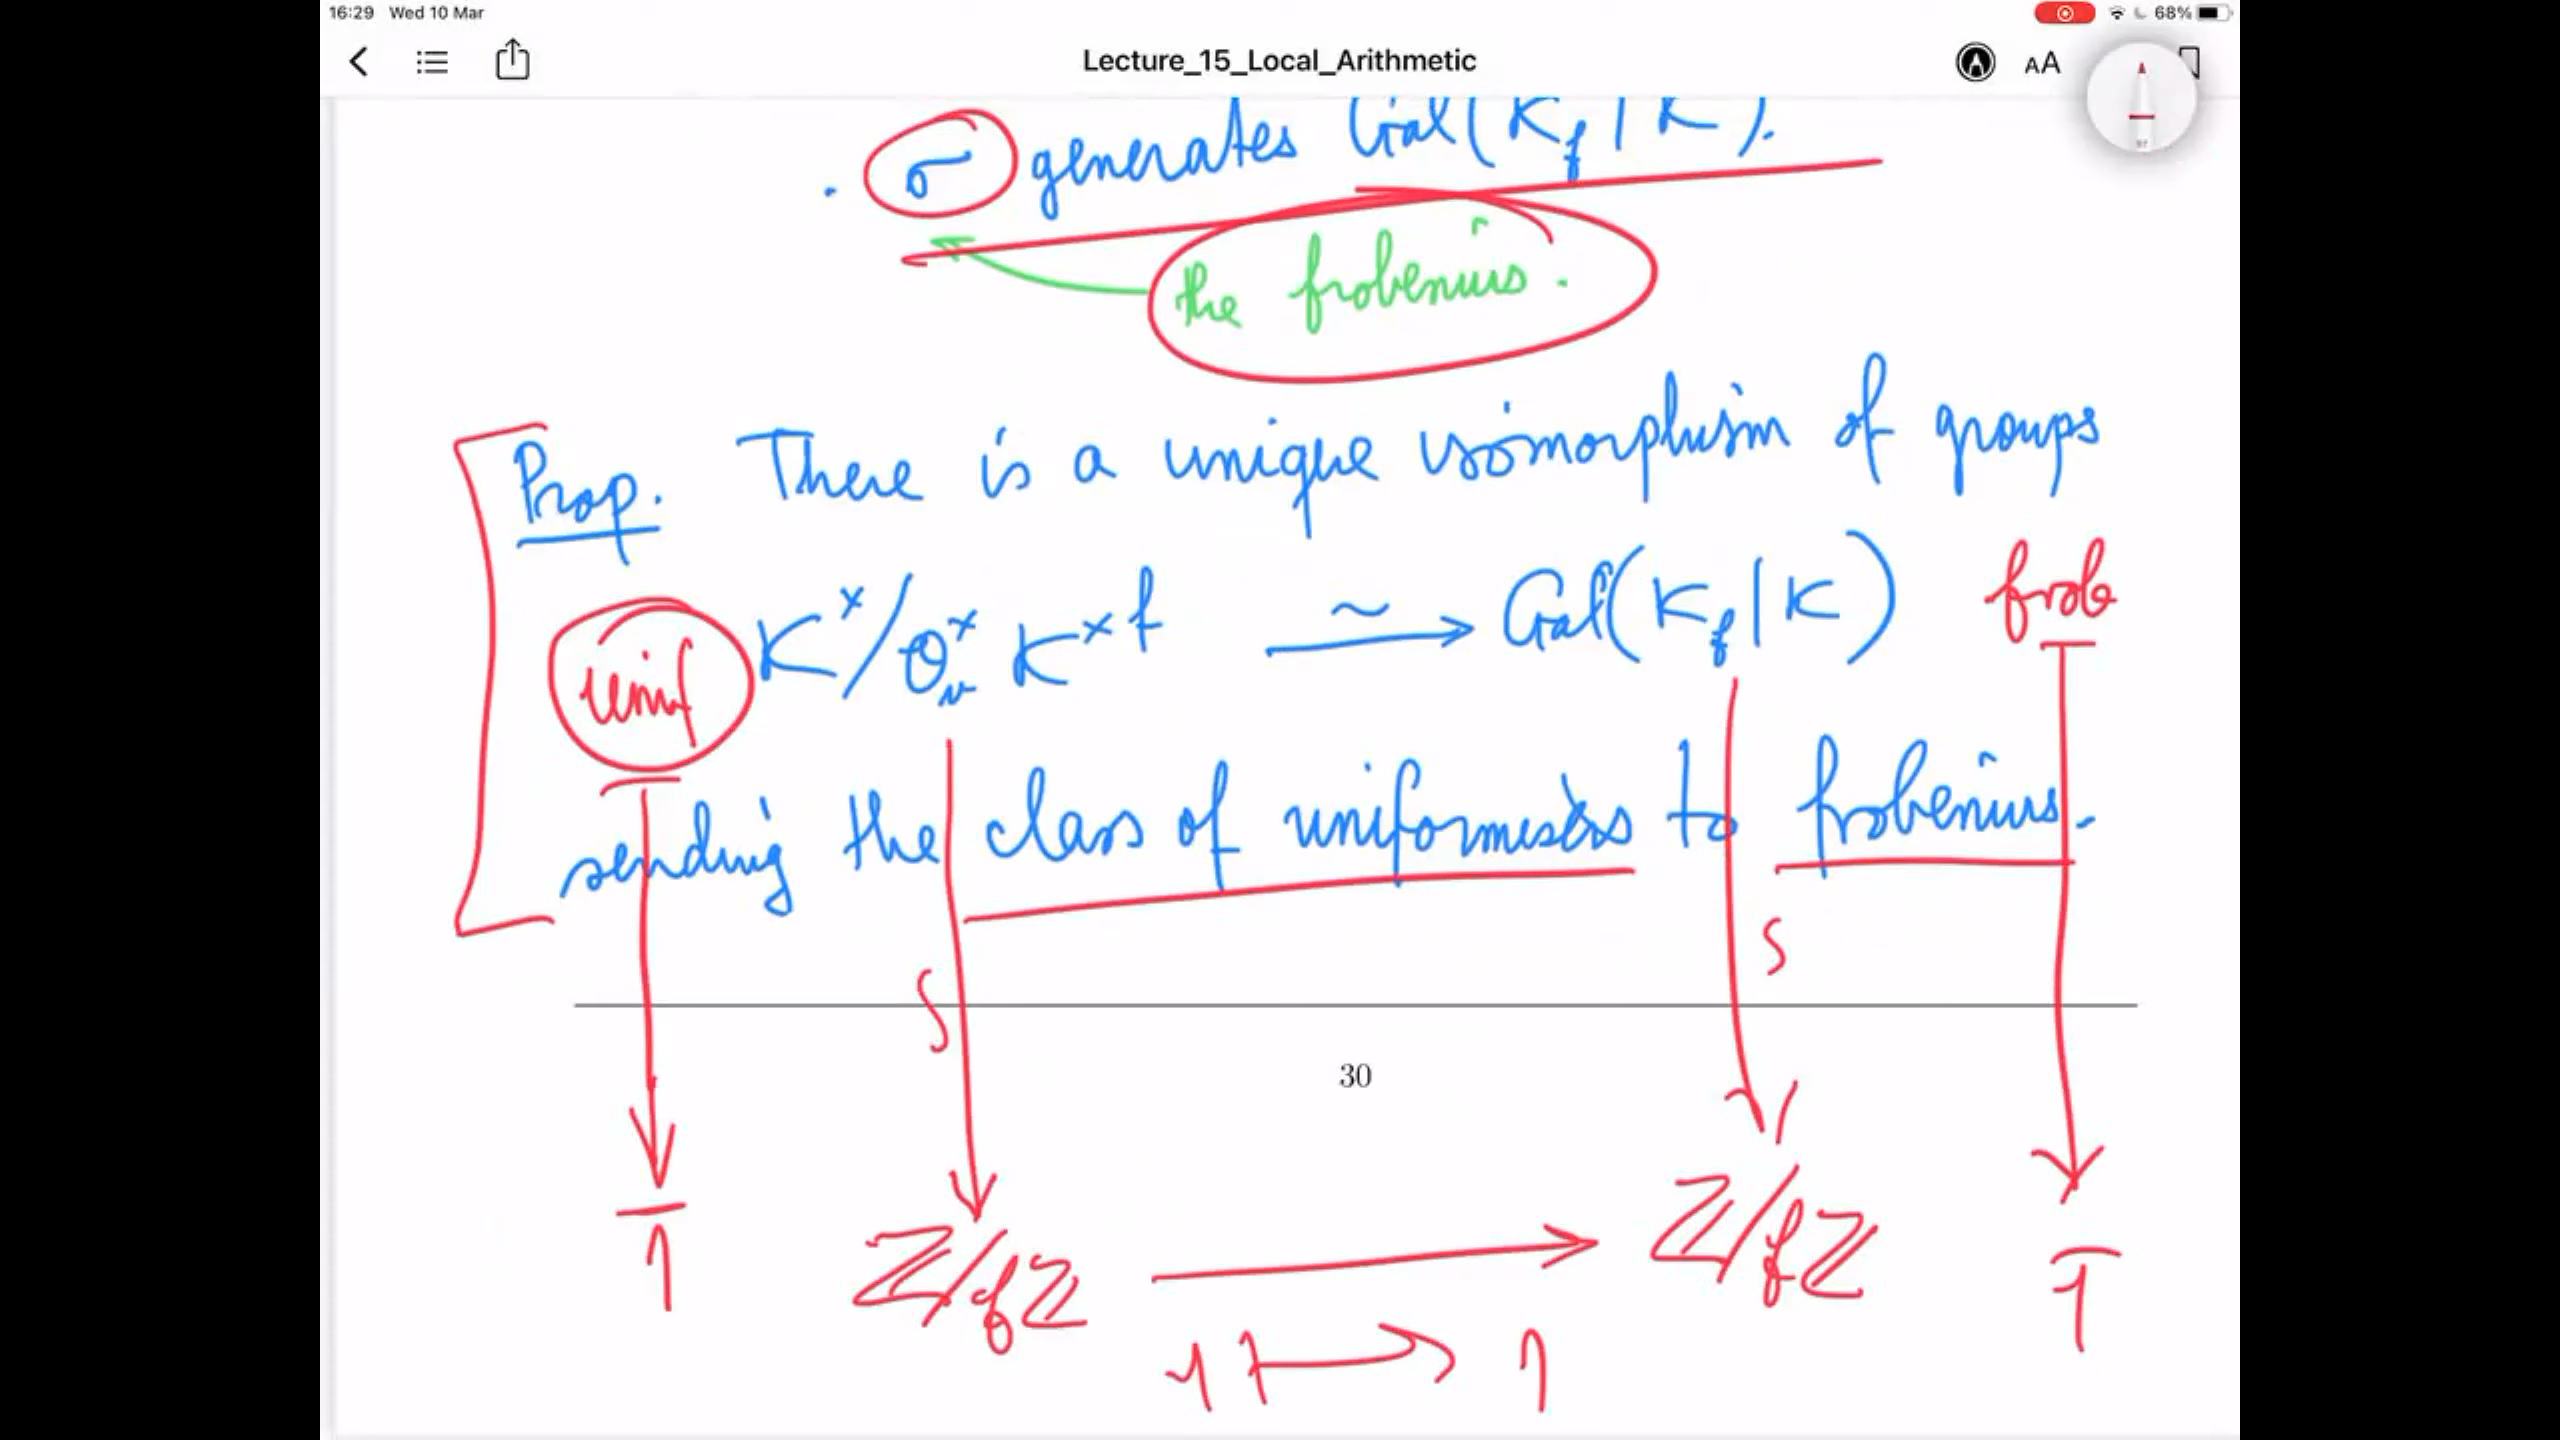 16:29 Wed 10 Mar 68%
Lecture_15_Local_Arithmetic
AA
. σ generates Gal(K_f | K).
the frobenius.
Prop. There is a unique isomorphism of groups
unif K^×/O_v^× K^{×f} ~→ Gal(K_f | K) frob
sending the class of uniformisers to frobenius.
30
1̄ Z/fZ → Z/fZ 1̄
1 ↦ 1